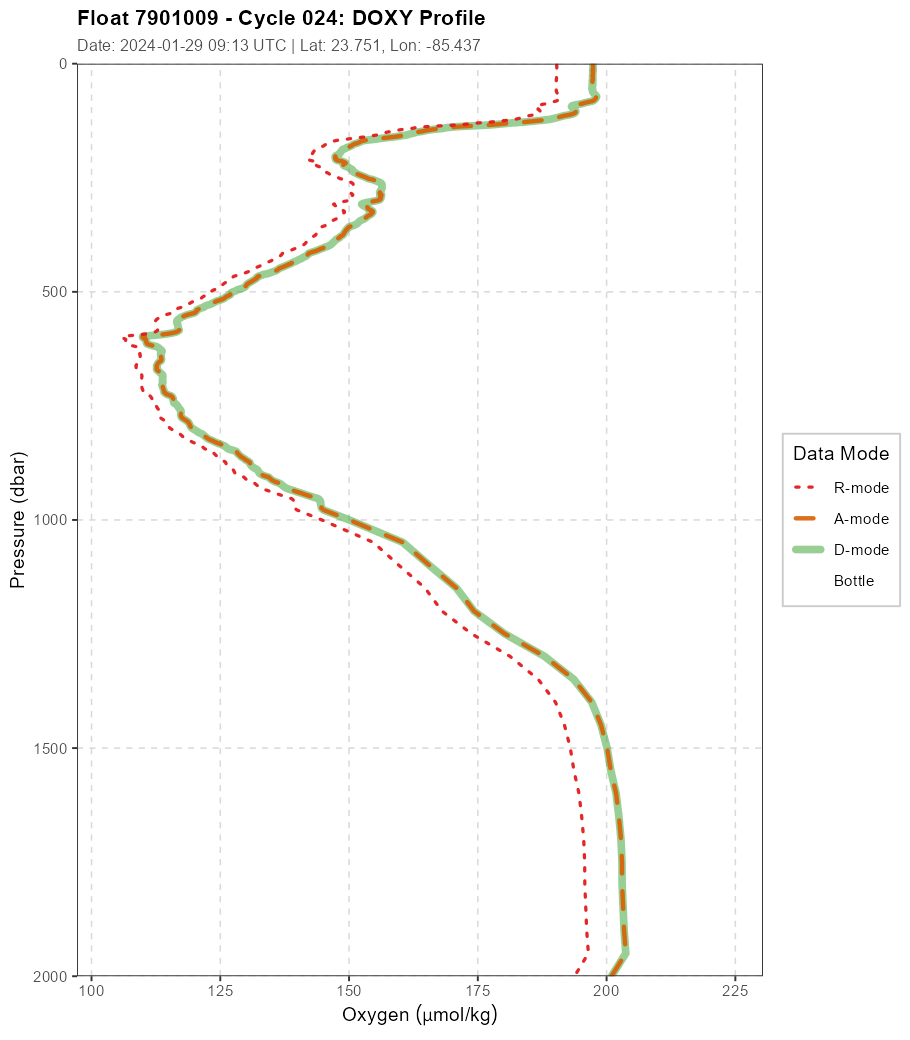 Float 7901009 - Cycle 024: DOXY Profile
Date: 2024-01-29 09:13 UTC | Lat: 23.751, Lon: -85.437
0
500
1000
1500
2000
Pressure (dbar)
100 125 150 175 200 225
Oxygen (µmol/kg)
Data Mode
R-mode
A-mode
D-mode
Bottle